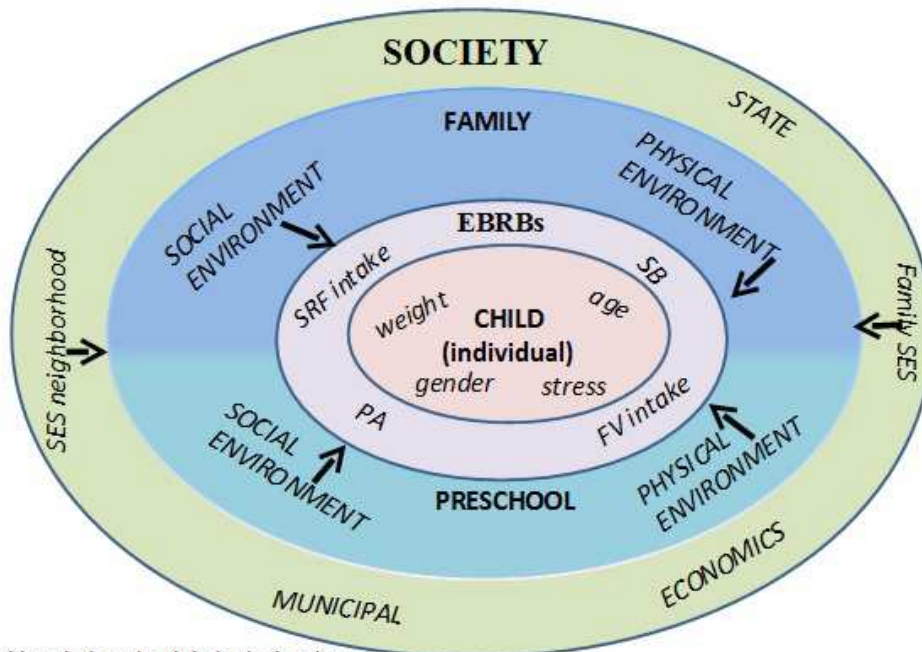 SOCIETY
STATE
FAMILY
SOCIAL
ENVIRONMENT
PHYSICAL
ENVIRONMENT
EBRBs
SRF intake
SB
weight
age
CHILD
(individual)
gender
stress
SES neighborhood
Family SES
PA
FV intake
SOCIAL
ENVIRONMENT
PHYSICAL
ENVIRONMENT
PRESCHOOL
MUNICIPAL
ECONOMICS